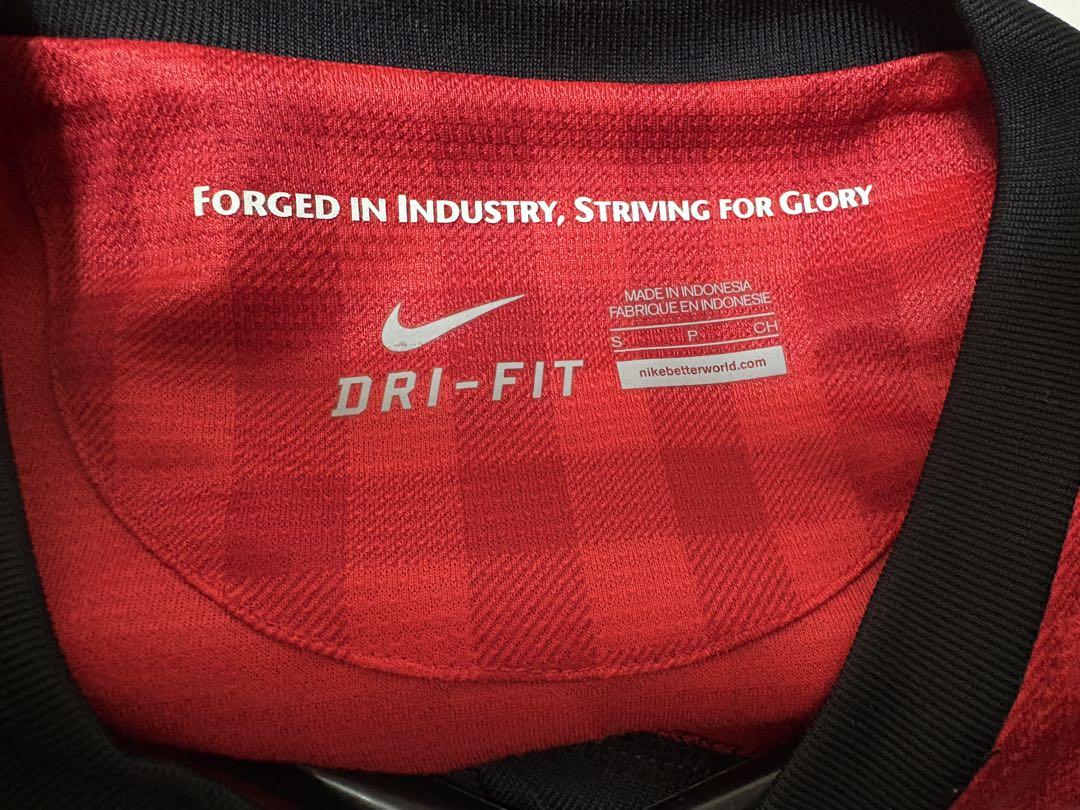 FORGED IN INDUSTRY, STRIVING FOR GLORY
MADE IN INDONESIA
FABRIQUE EN INDONESIE
S P CH
DRI-FIT
nikebetterworld.com